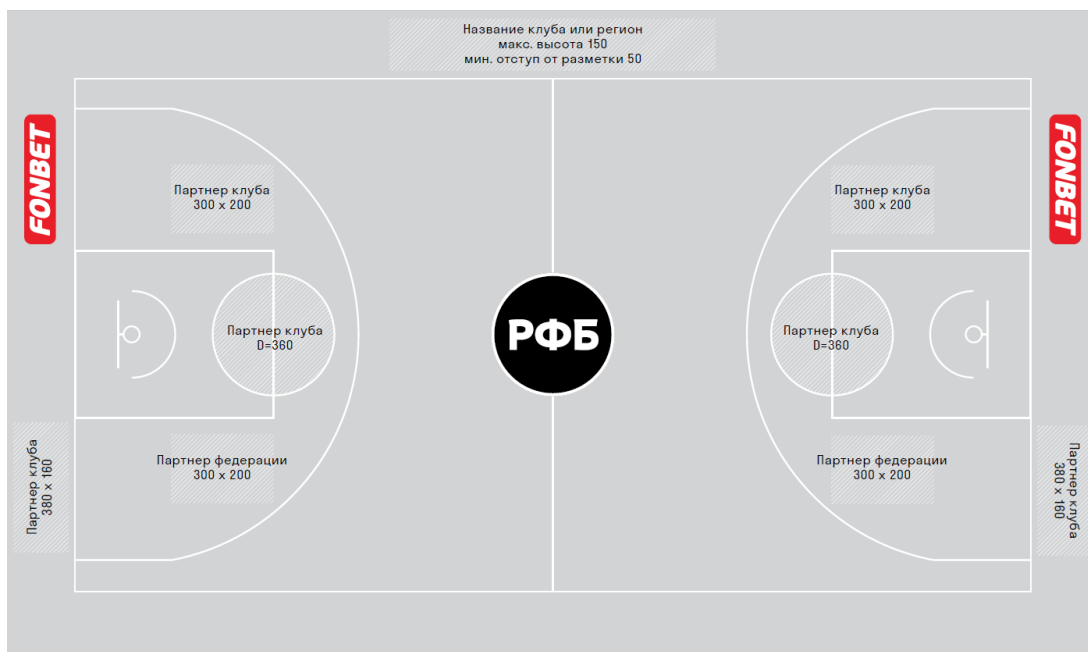 Название клуба или регион
макс. высота 150
мин. отступ от разметки 50
FONBET
FONBET
Партнер клуба
300 x 200
Партнер клуба
300 x 200
Партнер клуба
D=360
РФБ
Партнер клуба
D=360
Партнер клуба
380 x 160
Партнер федерации
300 x 200
Партнер федерации
300 x 200
Партнер клуба
380 x 160